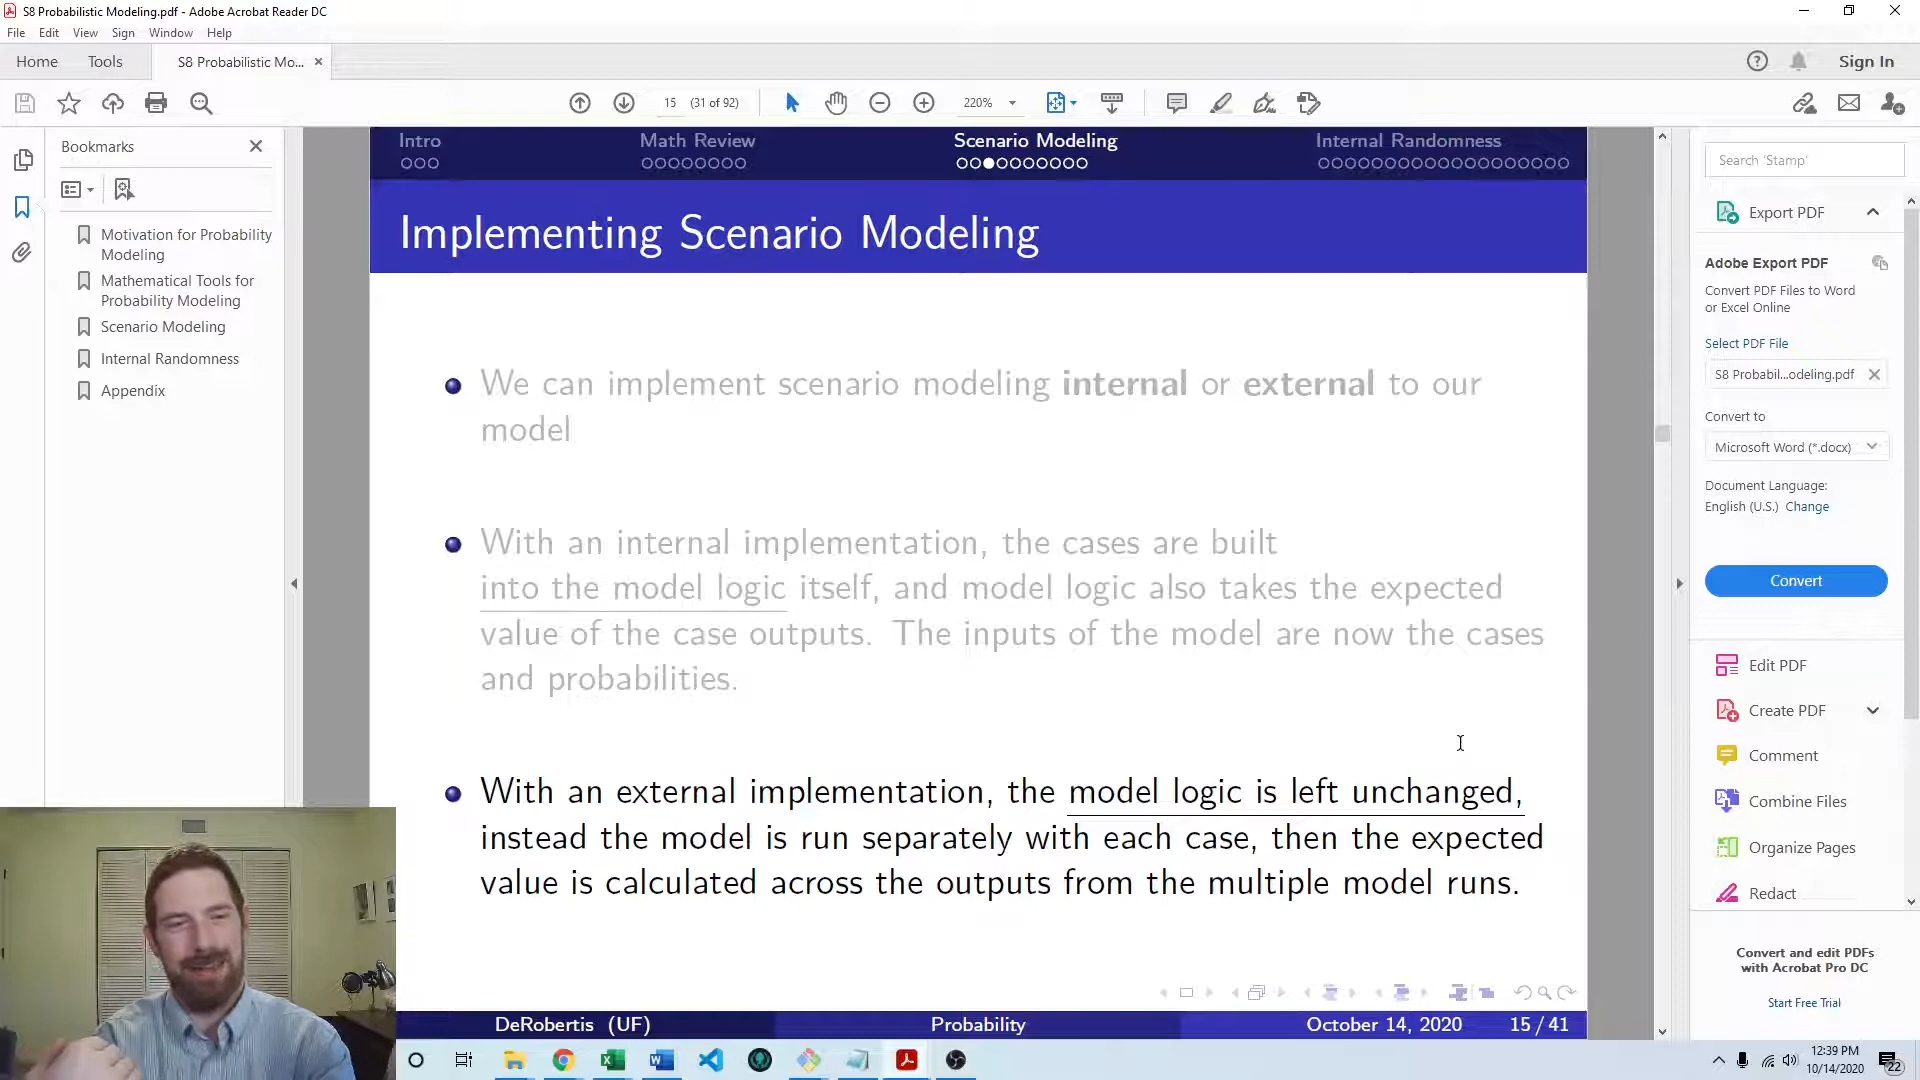 S8 Probabilistic Modeling.pdf - Adobe Acrobat Reader DC
File Edit View Sign Window Help
Home Tools S8 Probabilistic Mo... × Sign In
15 (31 of 92) 220%
Bookmarks
Motivation for Probability
Modeling
Mathematical Tools for
Probability Modeling
Scenario Modeling
Internal Randomness
Appendix
Intro Math Review Scenario Modeling Internal Randomness
Implementing Scenario Modeling
We can implement scenario modeling internal or external to our
model
With an internal implementation, the cases are built
into the model logic itself, and model logic also takes the expected
value of the case outputs. The inputs of the model are now the cases
and probabilities.
With an external implementation, the model logic is left unchanged,
instead the model is run separately with each case, then the expected
value is calculated across the outputs from the multiple model runs.
DeRobertis (UF) Probability October 14, 2020 15 / 41
Search 'Stamp'
Export PDF
Adobe Export PDF
Convert PDF Files to Word
or Excel Online
Select PDF File
S8 Probabil...odeling.pdf
Convert to
Microsoft Word (*.docx)
Document Language:
English (U.S.) Change
Convert
Edit PDF
Create PDF
Comment
Combine Files
Organize Pages
Redact
Convert and edit PDFs
with Acrobat Pro DC
Start Free Trial
12:39 PM
10/14/2020
22